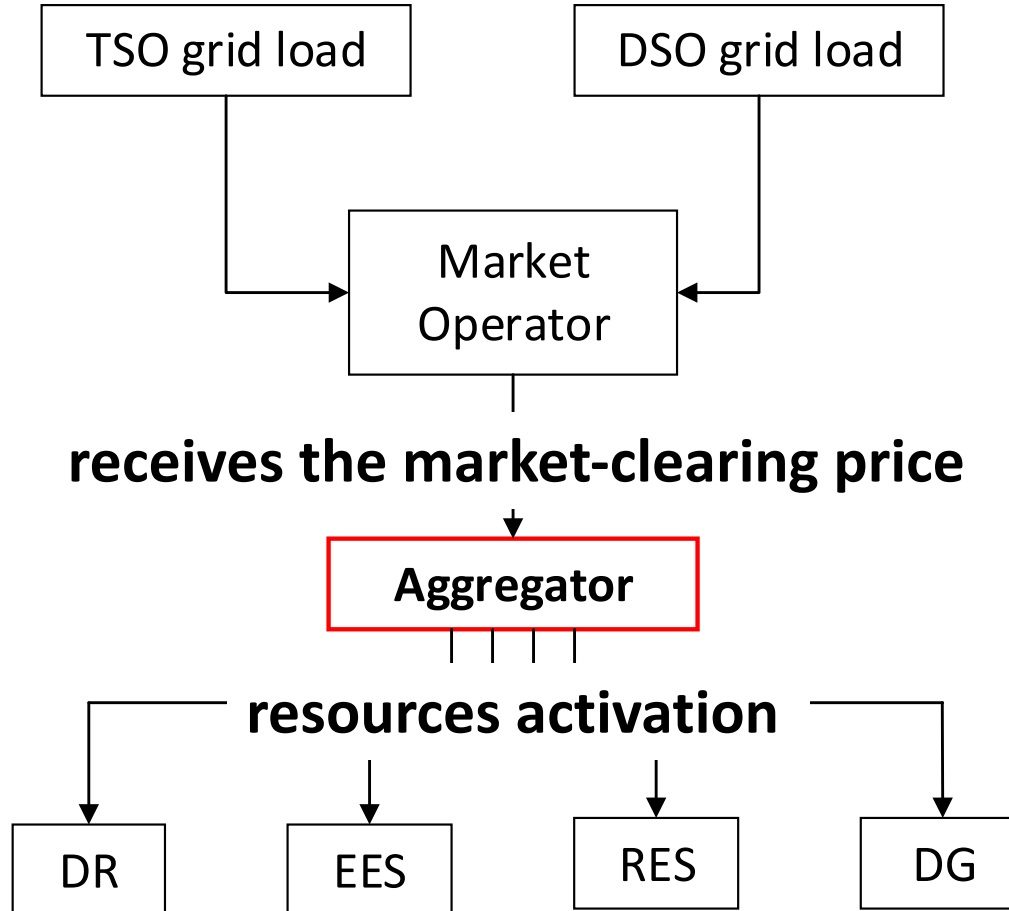 TSO grid load
DSO grid load
Market
Operator
receives the market-clearing price
Aggregator
resources activation
DR
EES
RES
DG